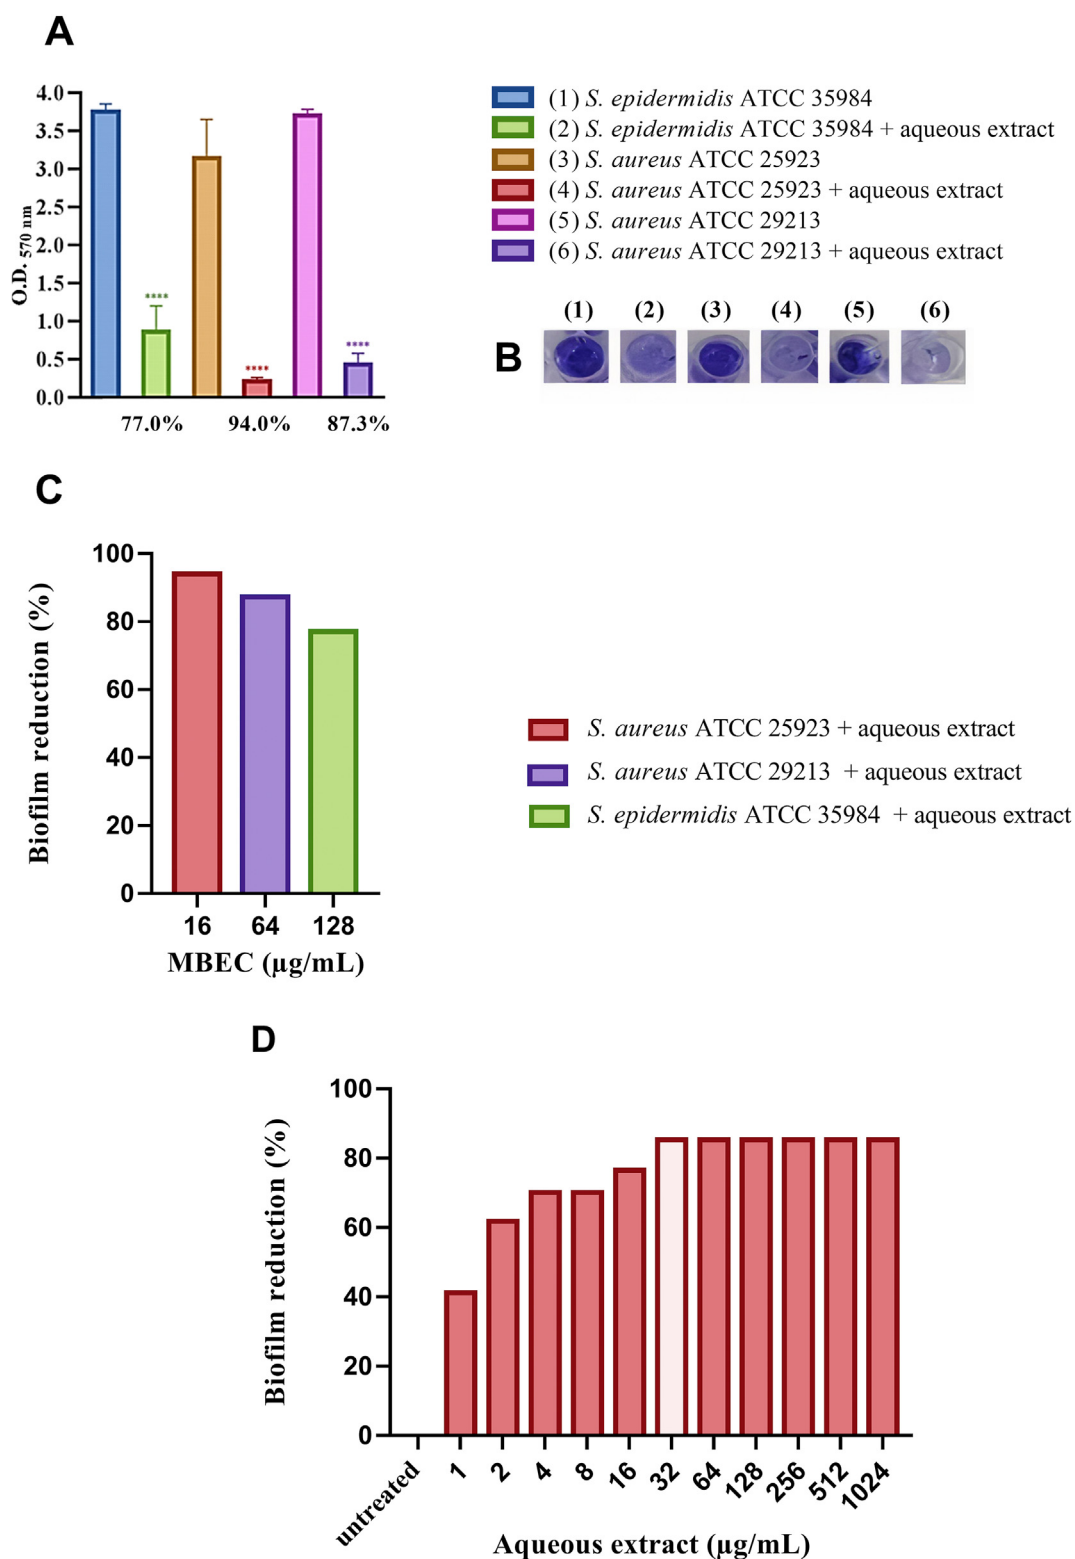 A
4.0
3.5
3.0
2.5
2.0
1.5
1.0
0.5
0.0
O.D. 570 nm
****
****
****
77.0%
94.0%
87.3%
(1) S. epidermidis ATCC 35984
(2) S. epidermidis ATCC 35984 + aqueous extract
(3) S. aureus ATCC 25923
(4) S. aureus ATCC 25923 + aqueous extract
(5) S. aureus ATCC 29213
(6) S. aureus ATCC 29213 + aqueous extract
(1) (2) (3) (4) (5) (6)
B
C
100
80
60
40
20
0
Biofilm reduction (%)
16 64 128
MBEC (µg/mL)
S. aureus ATCC 25923 + aqueous extract
S. aureus ATCC 29213 + aqueous extract
S. epidermidis ATCC 35984 + aqueous extract
D
100
80
60
40
20
0
Biofilm reduction (%)
untreated 1 2 4 8 16 32 64 128 256 512 1024
Aqueous extract (µg/mL)